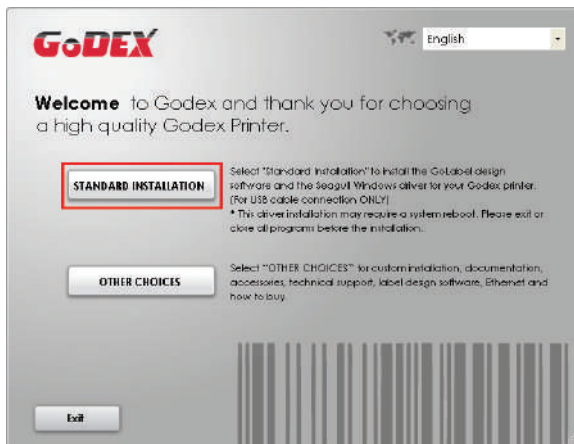 GoDEX
English
Welcome to Godex and thank you for choosing
a high quality Godex Printer.
STANDARD INSTALLATION
Select "Standard Installation" to install the GoLabel design
software and the Seagull Windows driver for your Godex printer.
(For USB cable connection ONLY)
* This driver installation may require a system reboot. Please exit or
close all programs before the installation.
OTHER CHOICES
Select "OTHER CHOICES" for custom installation, documentation,
accessories, technical support, label design software, Ethernet and
how to buy.
Exit